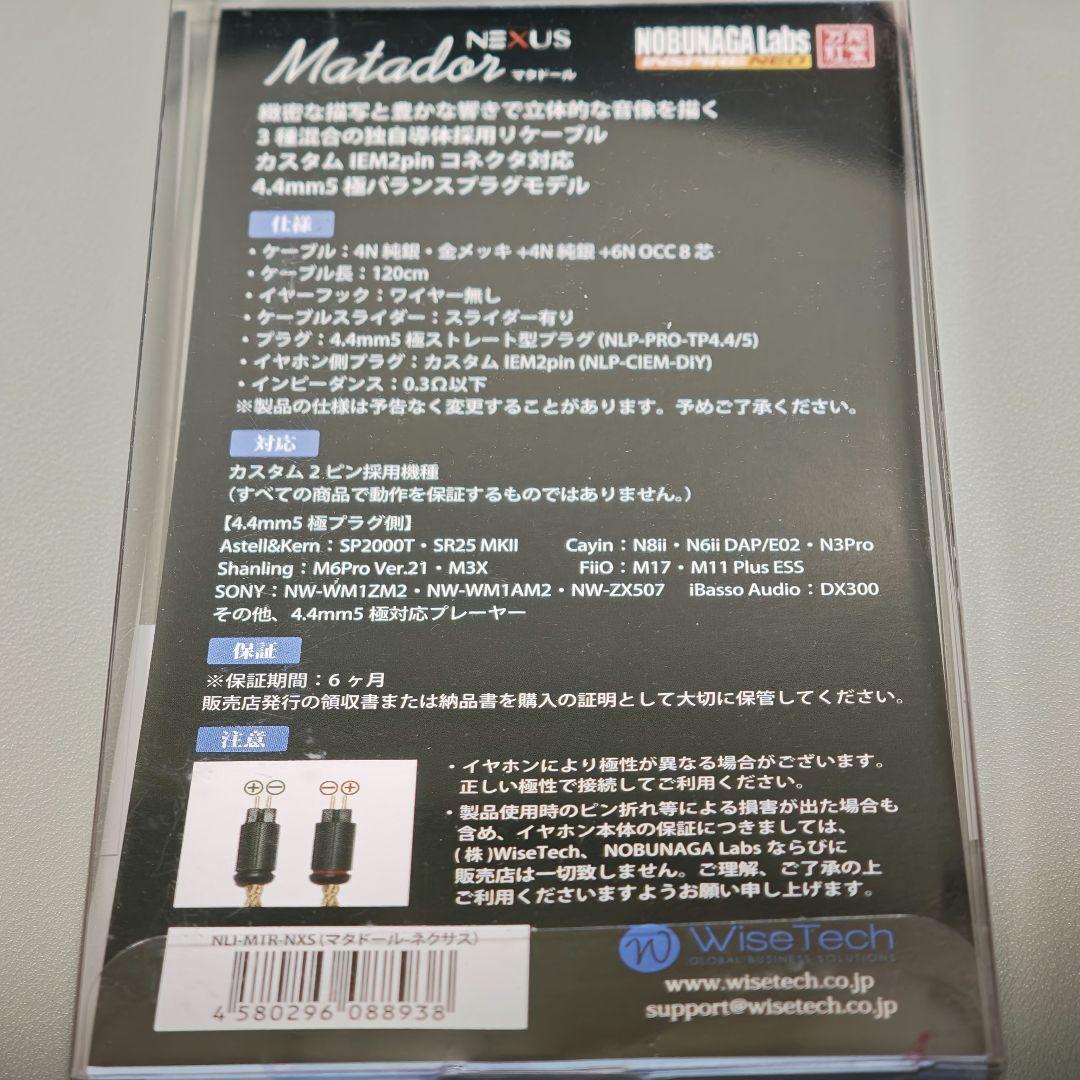 NEXUS
Matador マタドール
NOBUNAGA Labs
INSPIRE NEO
緻密な描写と豊かな響きで立体的な音像を描く
3種混合の独自導体採用リケーブル
カスタム IEM2pin コネクタ対応
4.4mm5 極バランスプラグモデル
仕様
・ケーブル：4N 純銀・金メッキ +4N 純銀 +6N OCC 8 芯
・ケーブル長：120cm
・イヤーフック：ワイヤー無し
・ケーブルスライダー：スライダー有り
・プラグ：4.4mm5 極ストレート型プラグ (NLP-PRO-TP4.4/5)
・イヤホン側プラグ：カスタム IEM2pin (NLP-CIEM-DIY)
・インピーダンス：0.3Ω以下
※製品の仕様は予告なく変更することがあります。予めご了承ください。
対応
カスタム 2 ピン採用機種
（すべての商品で動作を保証するものではありません。）
【4.4mm5 極プラグ側】
Astell&Kern：SP2000T・SR25 MKII Cayin：N8ii・N6ii DAP/E02・N3Pro
Shanling：M6Pro Ver.21・M3X FiiO：M17・M11 Plus ESS
SONY：NW-WM1ZM2・NW-WM1AM2・NW-ZX507 iBasso Audio：DX300
その他、4.4mm5 極対応プレーヤー
保証
※保証期間：6 ヶ月
販売店発行の領収書または納品書を購入の証明として大切に保管してください。
注意
⊕⊖ ⊖⊕
・イヤホンにより極性が異なる場合がございます。
正しい極性で接続してご利用ください。
・製品使用時のピン折れ等による損害が出た場合も
含め、イヤホン本体の保証につきましては、
(株)WiseTech、NOBUNAGA Labs ならびに
販売店は一切致しません。ご理解、ご了承の上
ご利用くださいますようお願い申し上げます。
NLI-MTR-NXS (マタドール-ネクサス)
4 580296 088938
WiseTech
GLOBAL BUSINESS SOLUTIONS
www.wisetech.co.jp
support@wisetech.co.jp